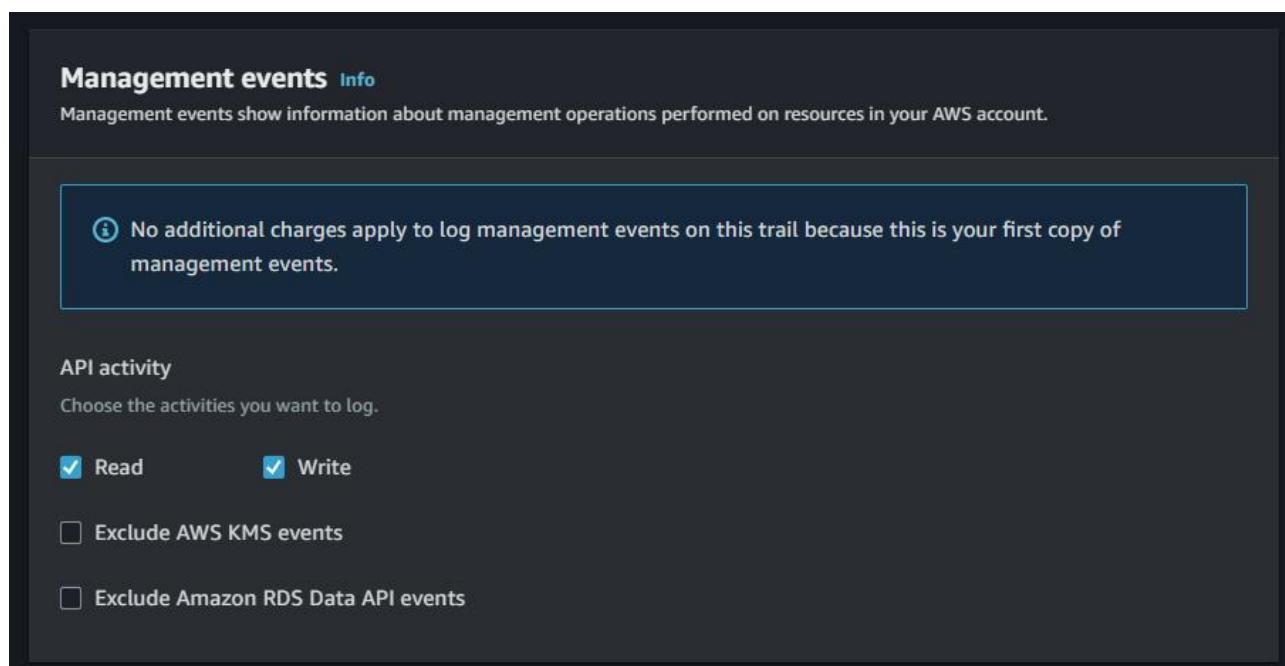 Management events Info
Management events show information about management operations performed on resources in your AWS account.
No additional charges apply to log management events on this trail because this is your first copy of
management events.
API activity
Choose the activities you want to log.
Read Write
Exclude AWS KMS events
Exclude Amazon RDS Data API events